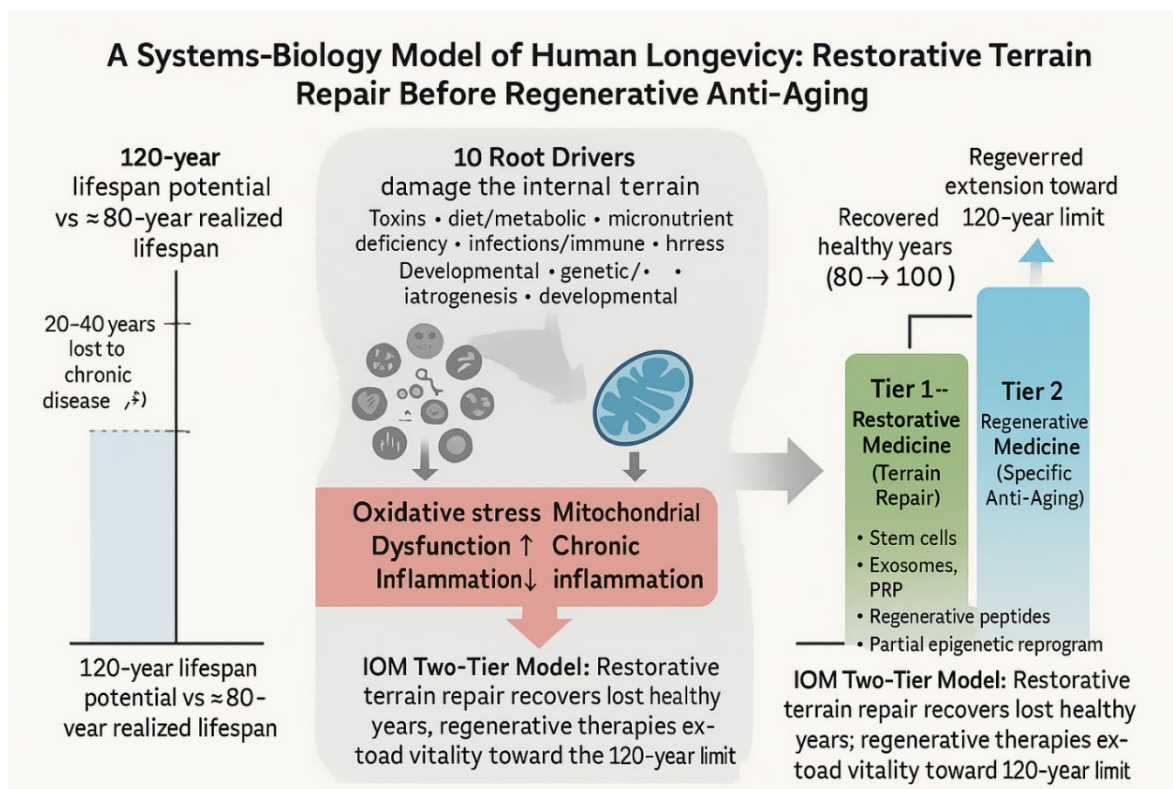 A Systems-Biology Model of Human Longevicy: Restorative Terrain
Repair Before Regenerative Anti-Aging
120-year
lifespan potential
vs ≈80-year realized
lifespan
20-40 years
lost to
chronic
disease
120-year lifespan
potential vs ≈80-
year realized lifespan
10 Root Drivers
damage the internal terrain
Toxins • diet/metabolic • micronutrient
deficiency • infections/immune • hrress
Developmental • genetic/• •
iatrogenesis • developmental
Oxidative stress Mitochondrial
Dysfunction ↑ Chronic
Inflammation↓ inflammation
IOM Two-Tier Model: Restorative
terrain repair recovers lost healthy
years, regenerative therapies ex-
toad vitality toward the 120-year limit
Recovered
healthy years
(80→100 )
Regeverred
extension toward
120-year limit
Tier 1--
Restorative
Medicine
(Terrain
Repair)
• Stem cells
• Exosomes,
PRP
• Regenerative peptides
• Partial epigenetic reprogram
Tier 2
Regenerative
Medicine
(Specific
Anti-Aging)
IOM Two-Tier Model: Restorative
terrain repair recovers lost healthy
years; regenerative therapies ex-
toad vitality toward 120-year limit